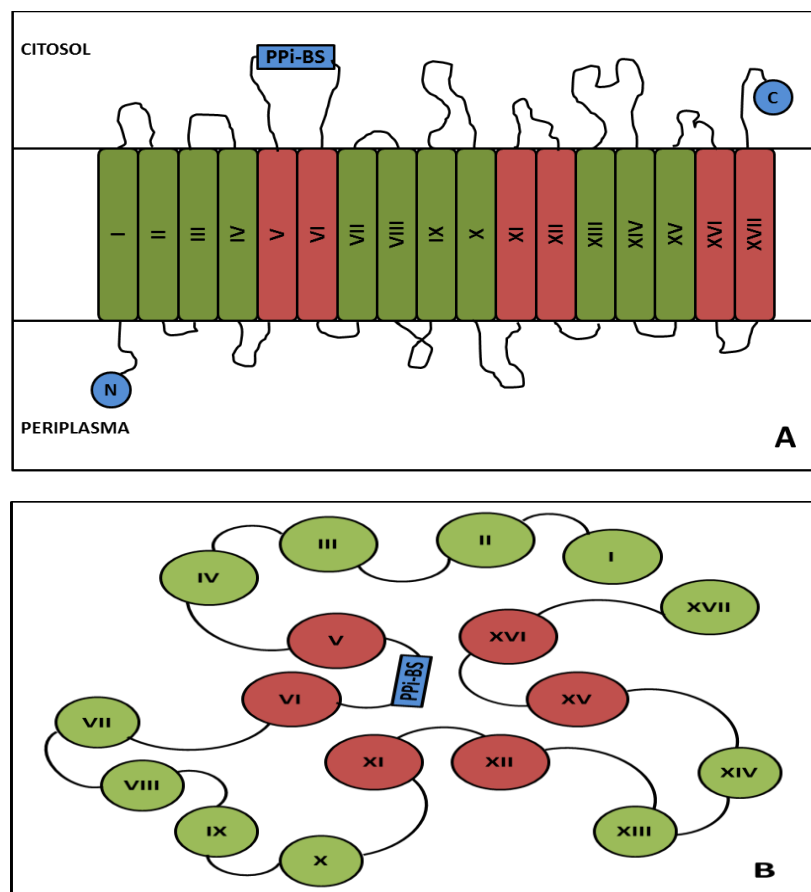 CITOSOL
PPi-BS
C
I II III IV V VI VII VIII IX X XI XII XIII XIV XV XVI XVII
N
PERIPLASMA
A
III
II
I
IV
XVII
V
XVI
PPi-BS
VI
XV
VII
XI
XII
XIV
VIII
IX
XIII
X
B